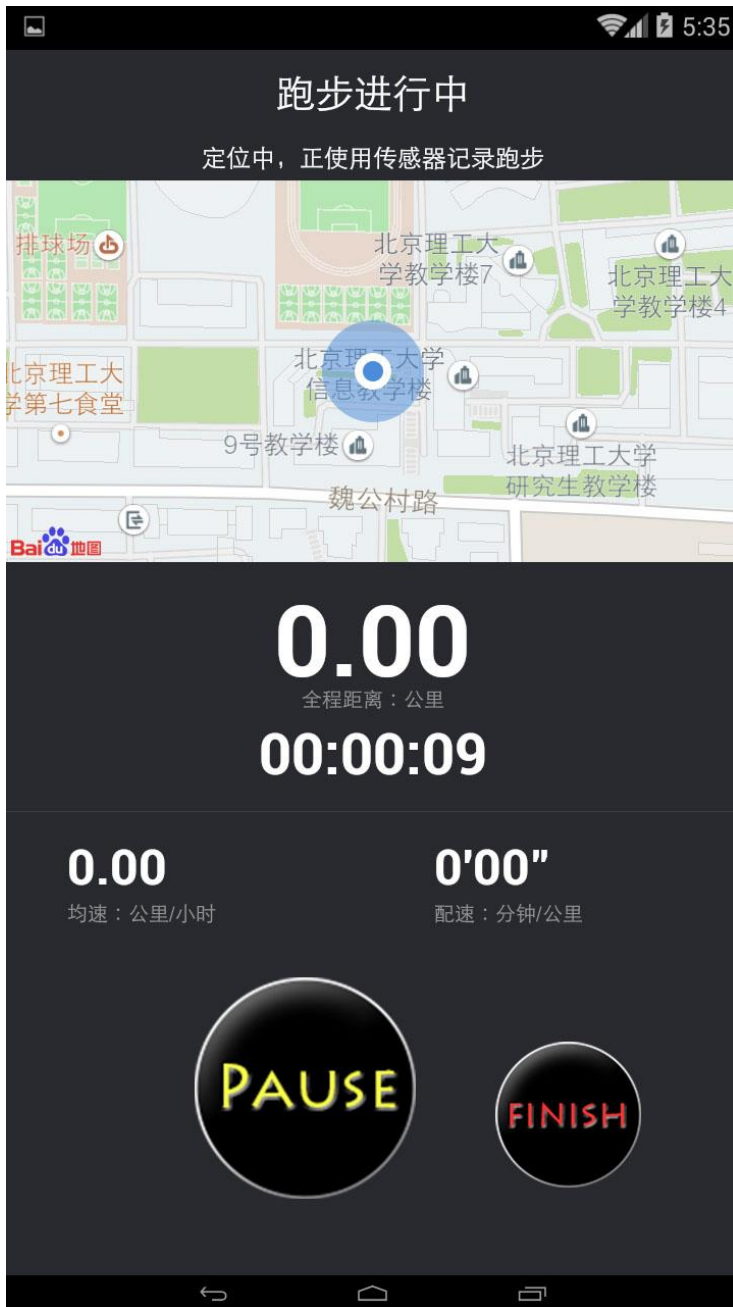 5:35
跑步进行中
定位中，正使用传感器记录跑步
排球场
北京理工大
学教学楼7
北京理工大
学教学楼4
北京理工大学
信息教学楼
北京理工大
学第七食堂
9号教学楼
北京理工大学
研究生教学楼
魏公村路
Bai du 地图
0.00
全程距离：公里
00:00:09
0.00
0'00"
均速：公里/小时
配速：分钟/公里
PAUSE
FINISH